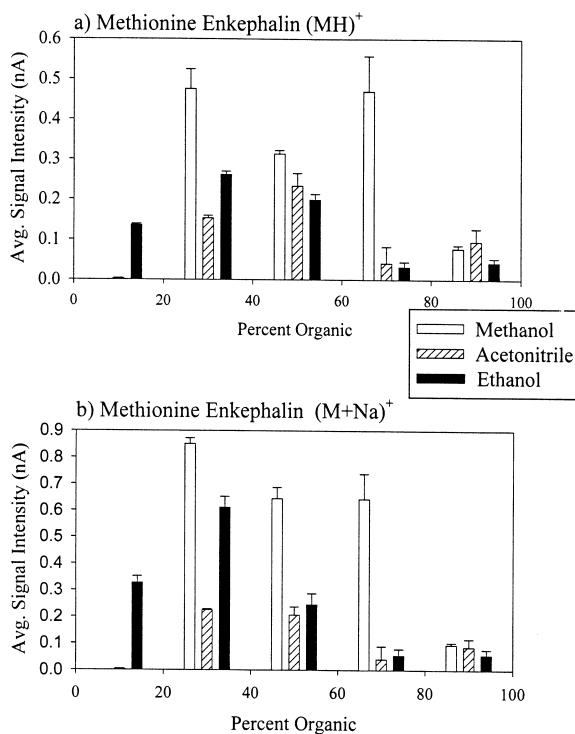 a) Methionine Enkephalin (MH)+
Avg. Signal Intensity (nA)
0.6
0.5
0.4
0.3
0.2
0.1
0.0
0 20 40 60 80 100
Percent Organic
Methanol
Acetonitrile
Ethanol
b) Methionine Enkephalin (M+Na)+
Avg. Signal Intensity (nA)
0.9
0.8
0.7
0.6
0.5
0.4
0.3
0.2
0.1
0.0
0 20 40 60 80 100
Percent Organic